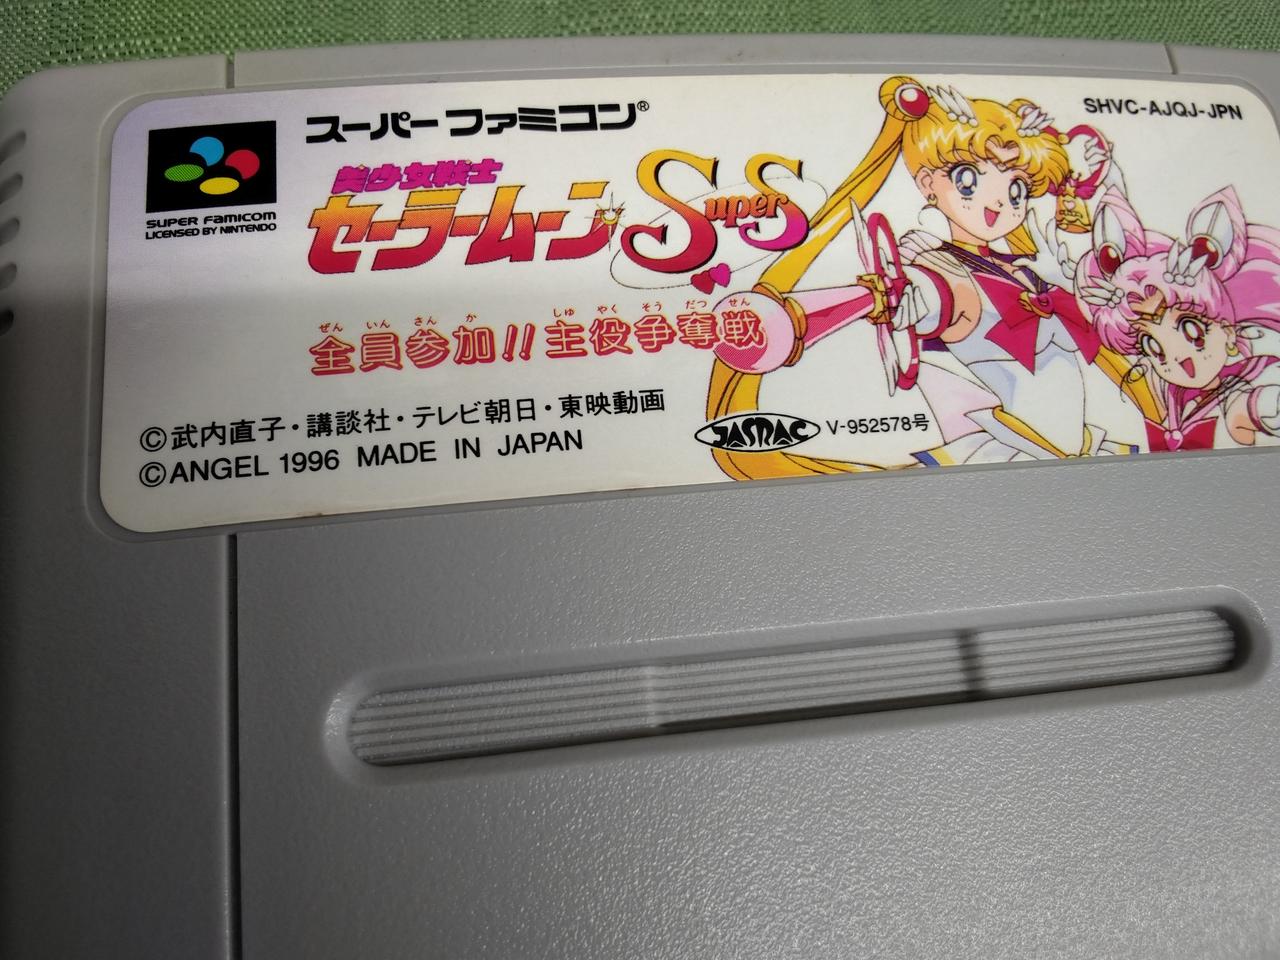 スーパーファミコン®
SHVC-AJQJ-JPN
SUPER FAMICOM
LICENSED BY NINTENDO
美少女戦士
セーラームーン SuperS
ぜん いん さん か しゅ やく そう だつ せん
全員参加!! 主役争奪戦
©武内直子・講談社・テレビ朝日・東映動画
©ANGEL 1996 MADE IN JAPAN
JASRAC V-952578号